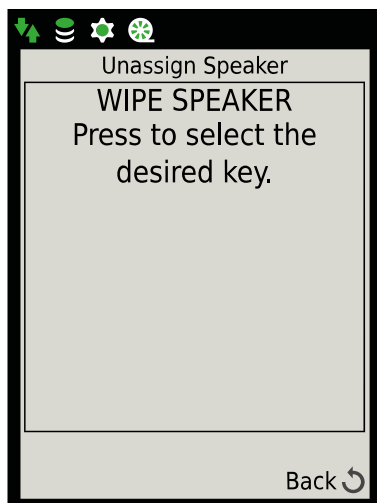 Unassign Speaker
WIPE SPEAKER
Press to select the
desired key.
Back